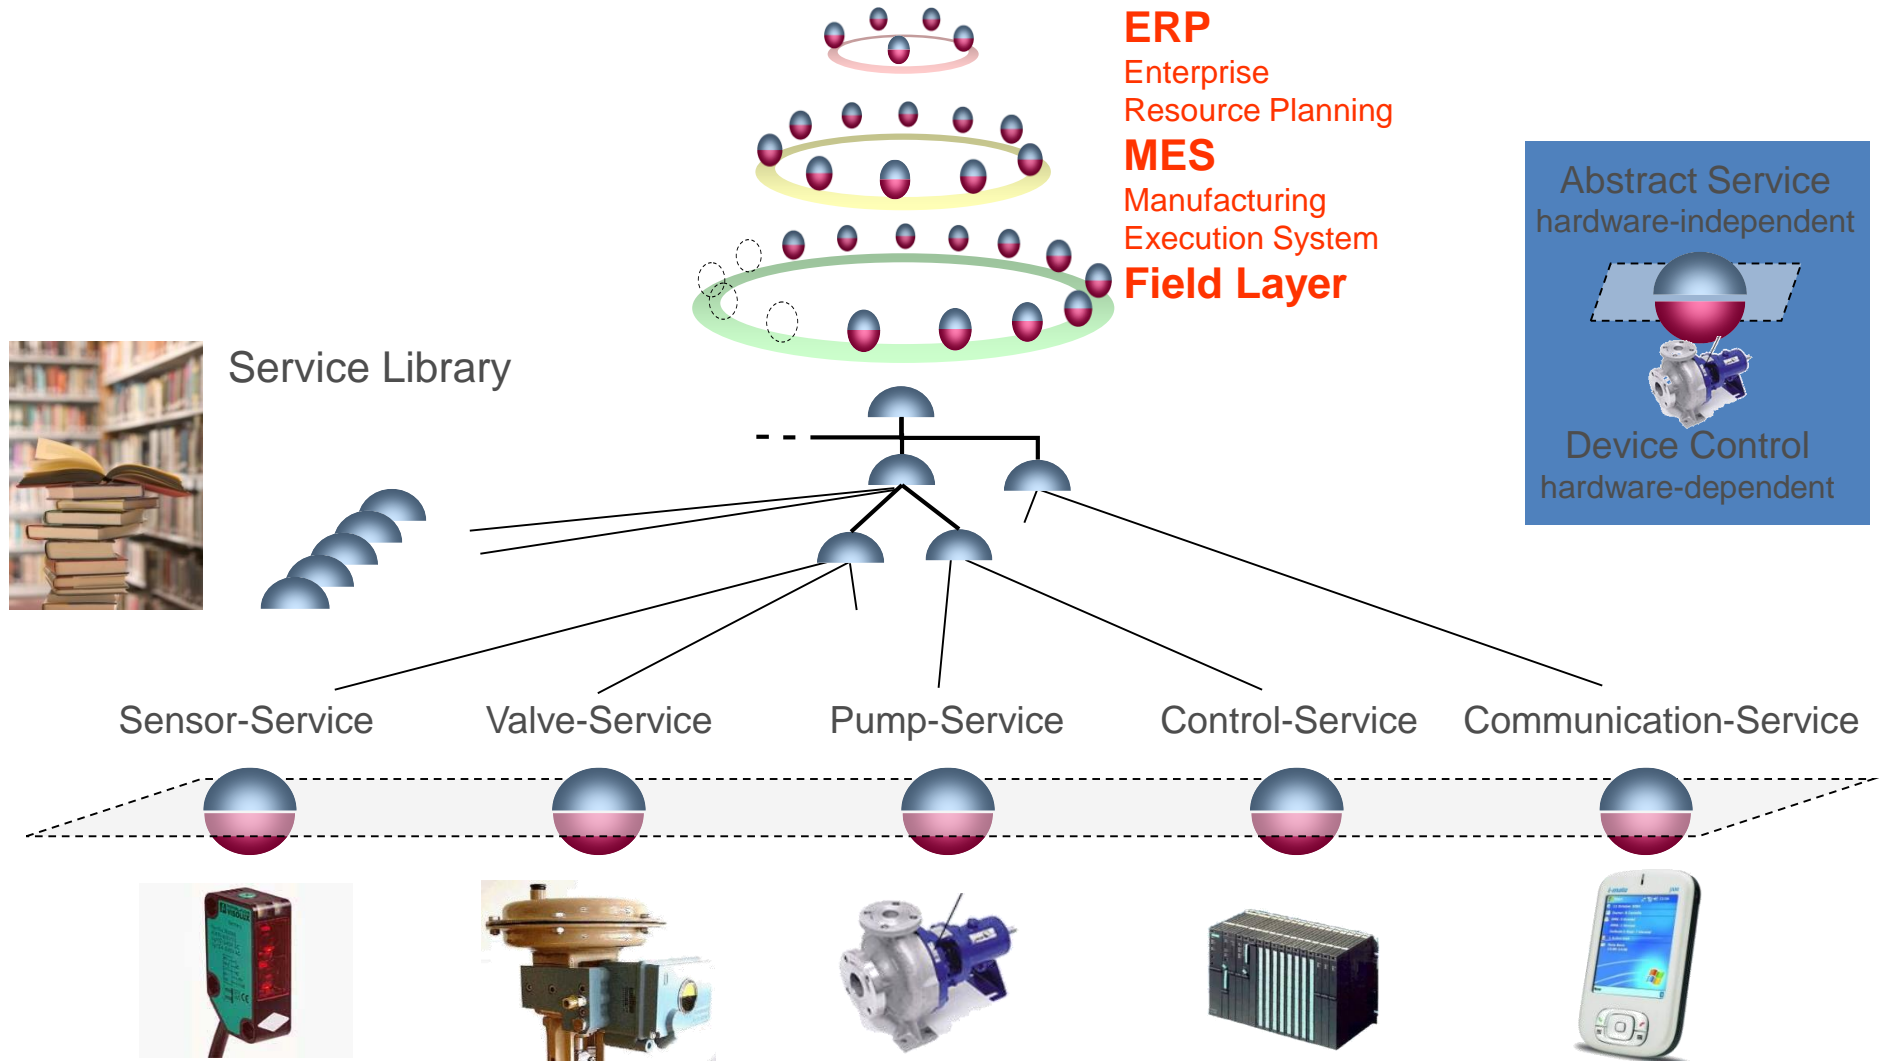 ERP
Enterprise
Resource Planning
MES
Manufacturing
Execution System
Field Layer
Abstract Service
hardware-independent
Device Control
hardware-dependent
Service Library
Sensor-Service
Valve-Service
Pump-Service
Control-Service
Communication-Service
VISOLUX